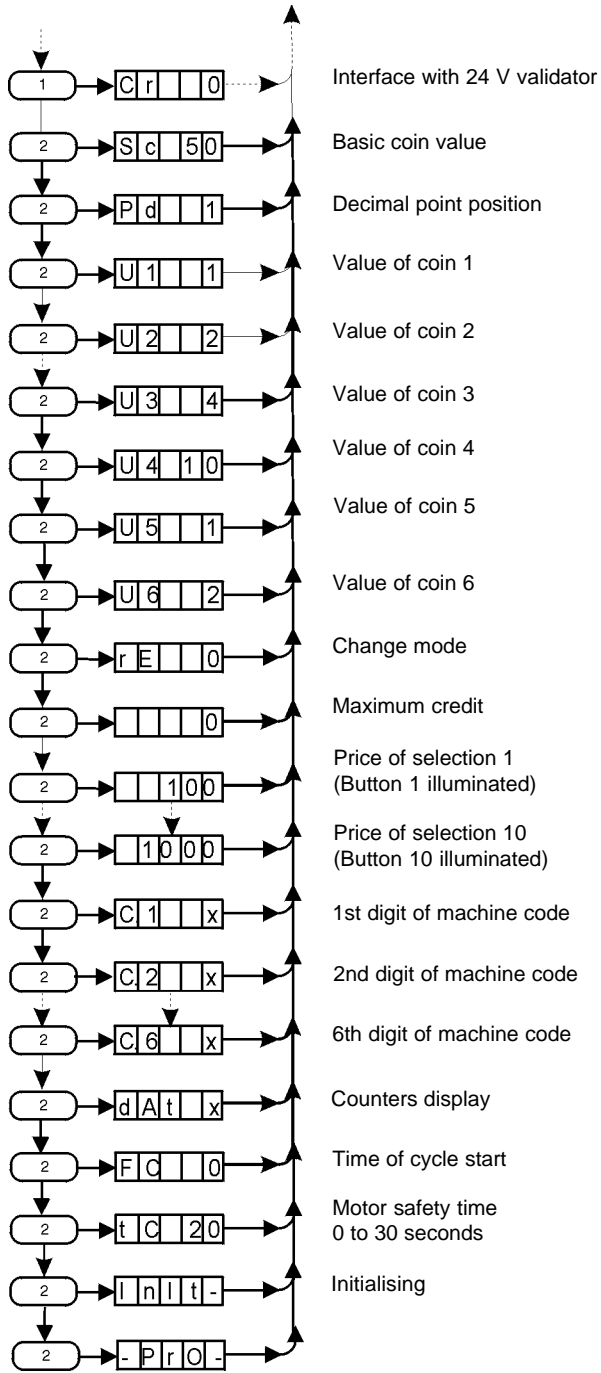 1 Cr 0 Interface with 24 V validator
2 Sc 50 Basic coin value
2 Pd 1 Decimal point position
2 U1 1 Value of coin 1
2 U2 2 Value of coin 2
2 U3 4 Value of coin 3
2 U4 10 Value of coin 4
2 U5 1 Value of coin 5
2 U6 2 Value of coin 6
2 rE 0 Change mode
2 0 Maximum credit
2 100 Price of selection 1
(Button 1 illuminated)
2 1000 Price of selection 10
(Button 10 illuminated)
2 C.1 x 1st digit of machine code
2 C.2 x 2nd digit of machine code
2 C.6 x 6th digit of machine code
2 dAt x Counters display
2 FC 0 Time of cycle start
2 tC 20 Motor safety time
0 to 30 seconds
2 InIt- Initialising
2 -PrO-